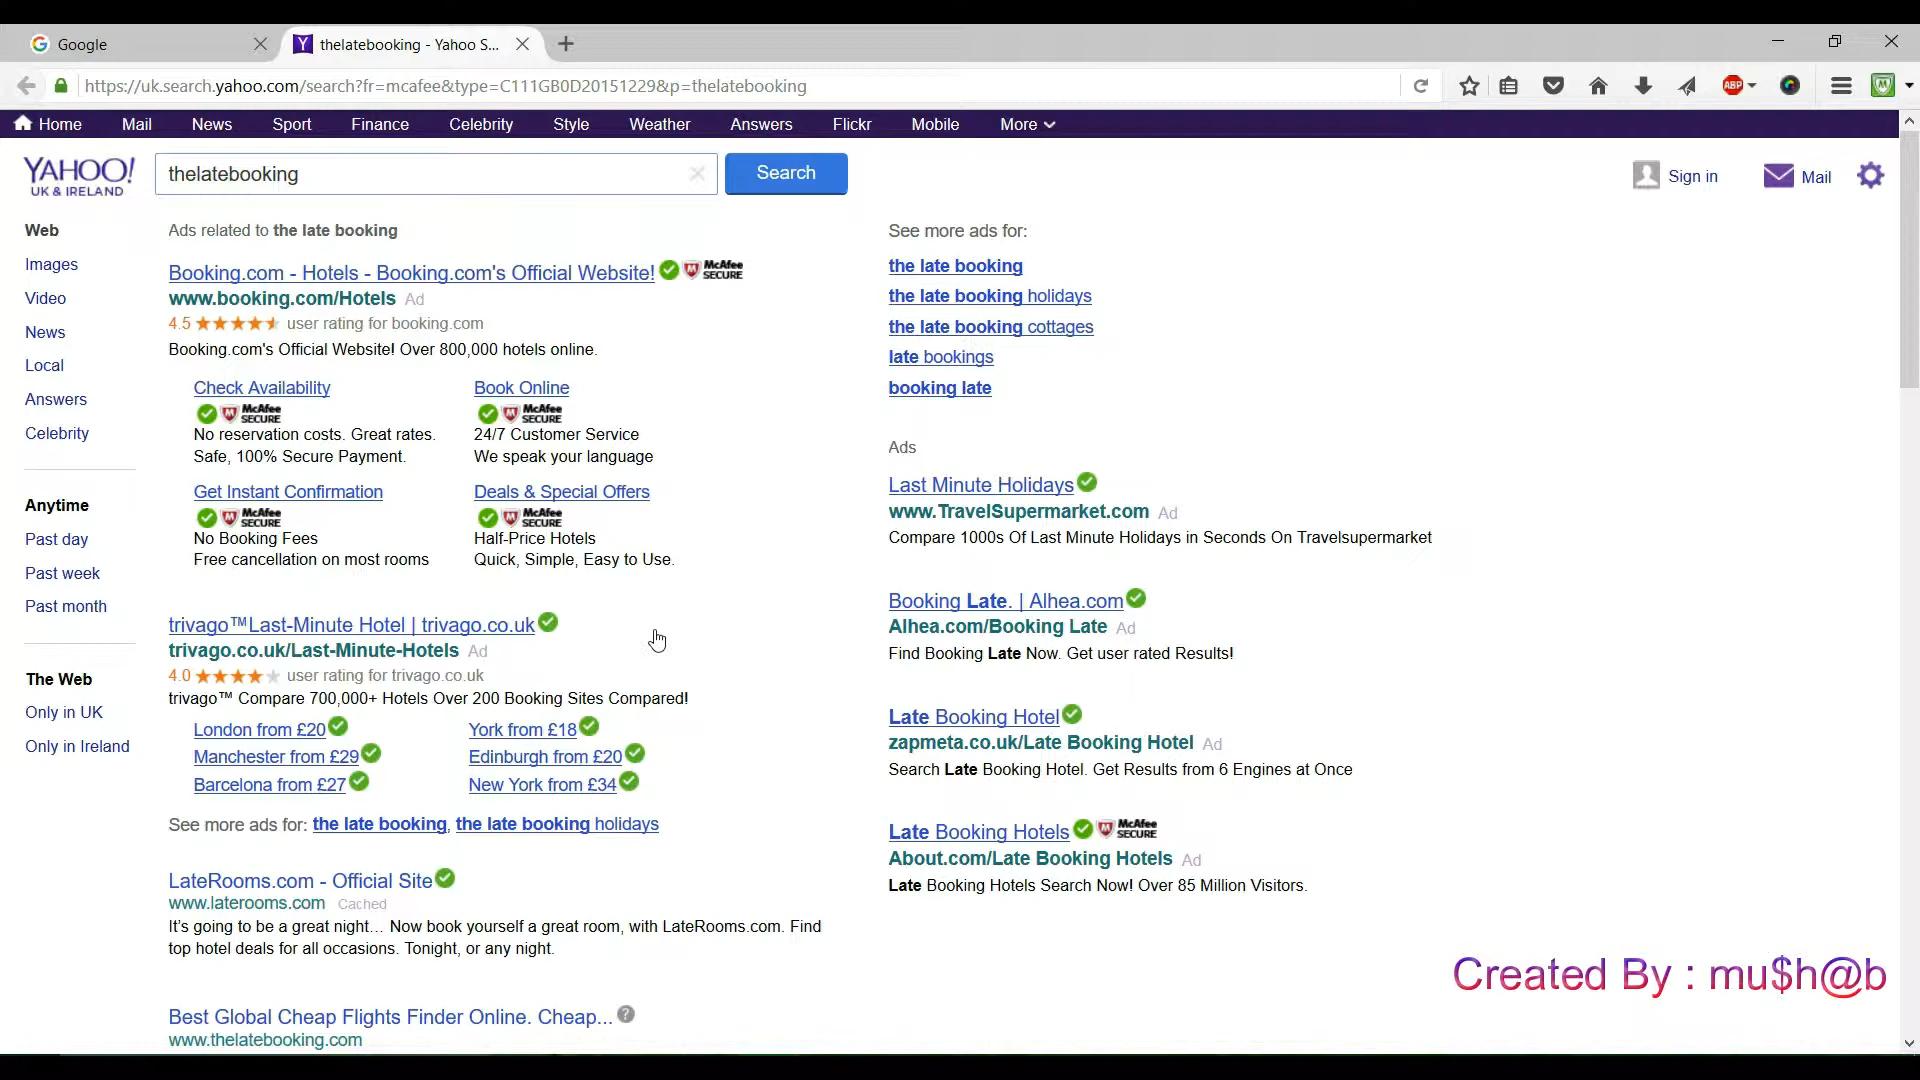 Google
thelatebooking - Yahoo S...
https://uk.search.yahoo.com/search?fr=mcafee&type=C111GB0D20151229&p=thelatebooking
ABP
Home Mail News Sport Finance Celebrity Style Weather Answers Flickr Mobile More
YAHOO!
UK & IRELAND
thelatebooking
Search
Sign in
Mail
Web
Images
Video
News
Local
Answers
Celebrity
Anytime
Past day
Past week
Past month
The Web
Only in UK
Only in Ireland
Ads related to the late booking
Booking.com - Hotels - Booking.com's Official Website! McAfee SECURE
www.booking.com/Hotels Ad
4.5 user rating for booking.com
Booking.com's Official Website! Over 800,000 hotels online.
Check Availability
McAfee SECURE
No reservation costs. Great rates.
Safe, 100% Secure Payment.
Book Online
McAfee SECURE
24/7 Customer Service
We speak your language
Get Instant Confirmation
McAfee SECURE
No Booking Fees
Free cancellation on most rooms
Deals & Special Offers
McAfee SECURE
Half-Price Hotels
Quick, Simple, Easy to Use.
trivago™Last-Minute Hotel | trivago.co.uk
trivago.co.uk/Last-Minute-Hotels Ad
4.0 user rating for trivago.co.uk
trivago™ Compare 700,000+ Hotels Over 200 Booking Sites Compared!
London from £20 York from £18
Manchester from £29 Edinburgh from £20
Barcelona from £27 New York from £34
See more ads for: the late booking, the late booking holidays
LateRooms.com - Official Site
www.laterooms.com Cached
It's going to be a great night… Now book yourself a great room, with LateRooms.com. Find
top hotel deals for all occasions. Tonight, or any night.
Best Global Cheap Flights Finder Online. Cheap...
www.thelatebooking.com
See more ads for:
the late booking
the late booking holidays
the late booking cottages
late bookings
booking late
Ads
Last Minute Holidays
www.TravelSupermarket.com Ad
Compare 1000s Of Last Minute Holidays in Seconds On Travelsupermarket
Booking Late. | Alhea.com
Alhea.com/Booking Late Ad
Find Booking Late Now. Get user rated Results!
Late Booking Hotel
zapmeta.co.uk/Late Booking Hotel Ad
Search Late Booking Hotel. Get Results from 6 Engines at Once
Late Booking Hotels McAfee SECURE
About.com/Late Booking Hotels Ad
Late Booking Hotels Search Now! Over 85 Million Visitors.
Created By : mu$h@b